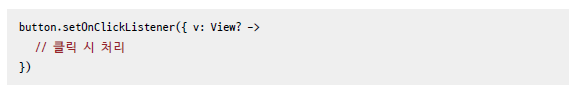 button.setOnClickListener({ v: View? ->
// 클릭 시 처리
})